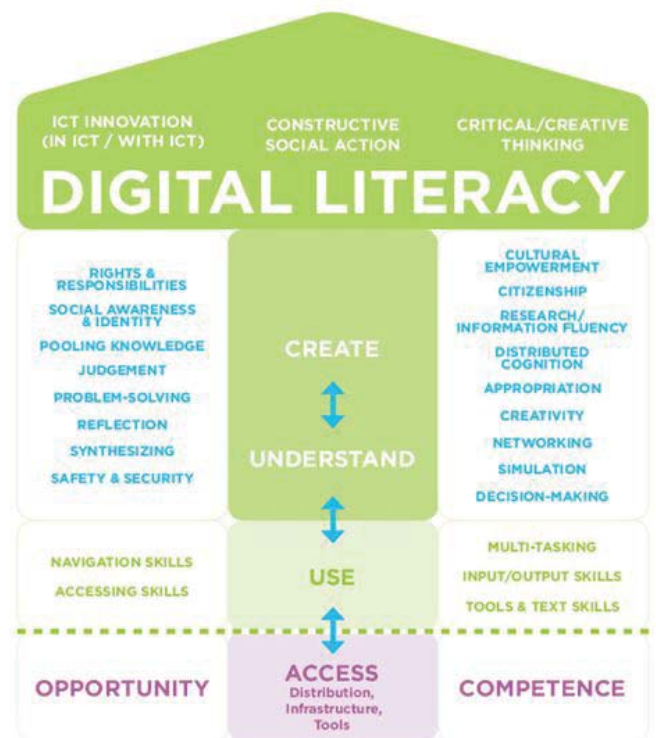 ICT INNOVATION
(IN ICT / WITH ICT)
CONSTRUCTIVE
SOCIAL ACTION
CRITICAL/CREATIVE
THINKING
DIGITAL LITERACY
RIGHTS &
RESPONSIBILITIES
SOCIAL AWARENESS
& IDENTITY
POOLING KNOWLEDGE
JUDGEMENT
PROBLEM-SOLVING
REFLECTION
SYNTHESIZING
SAFETY & SECURITY
CREATE
UNDERSTAND
CULTURAL
EMPOWERMENT
CITIZENSHIP
RESEARCH/
INFORMATION FLUENCY
DISTRIBUTED
COGNITION
APPROPRIATION
CREATIVITY
NETWORKING
SIMULATION
DECISION-MAKING
NAVIGATION SKILLS
ACCESSING SKILLS
USE
MULTI-TASKING
INPUT/OUTPUT SKILLS
TOOLS & TEXT SKILLS
OPPORTUNITY
ACCESS
Distribution,
Infrastructure,
Tools
COMPETENCE